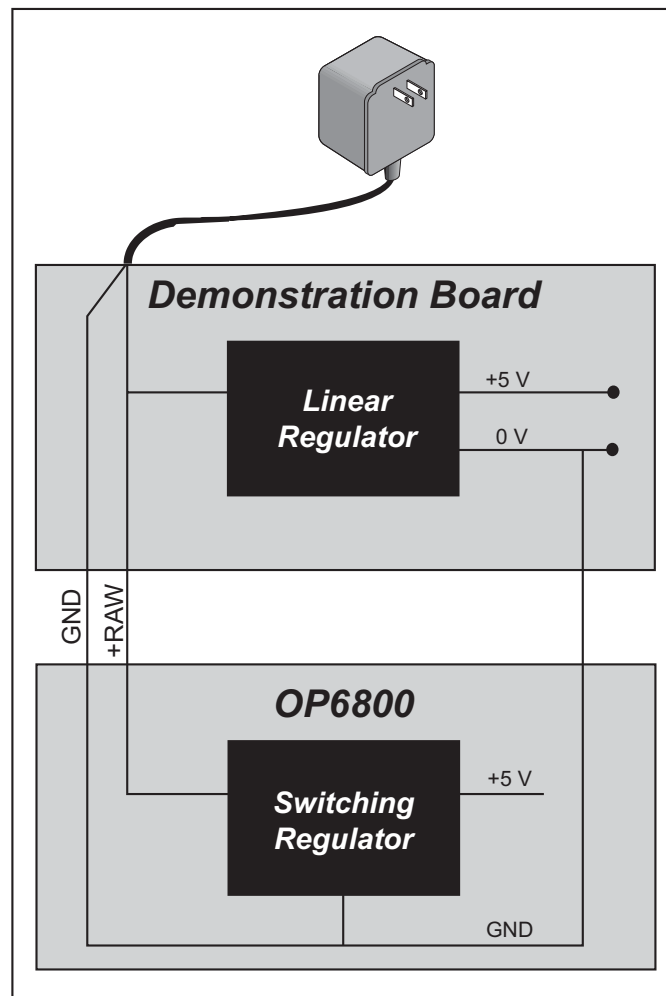 Demonstration Board
Linear
Regulator
+5 V
0 V
GND
+RAW
OP6800
Switching
Regulator
+5 V
GND